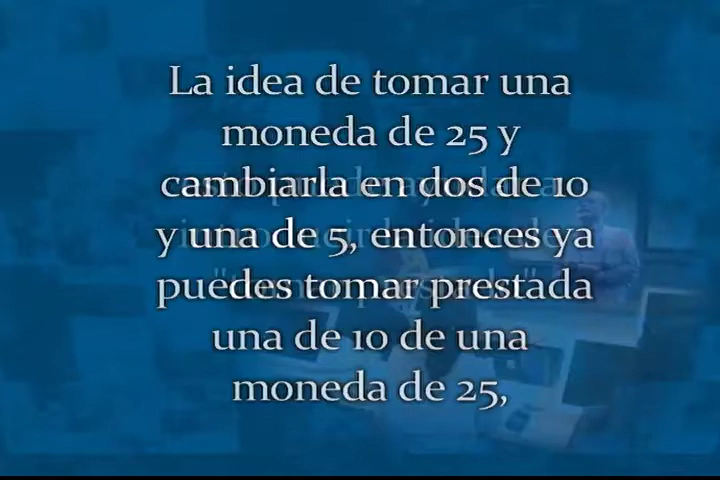 La idea de tomar una
moneda de 25 y
cambiarla en dos de 10
y una de 5, entonces ya
puedes tomar prestada
una de 10 de una
moneda de 25,